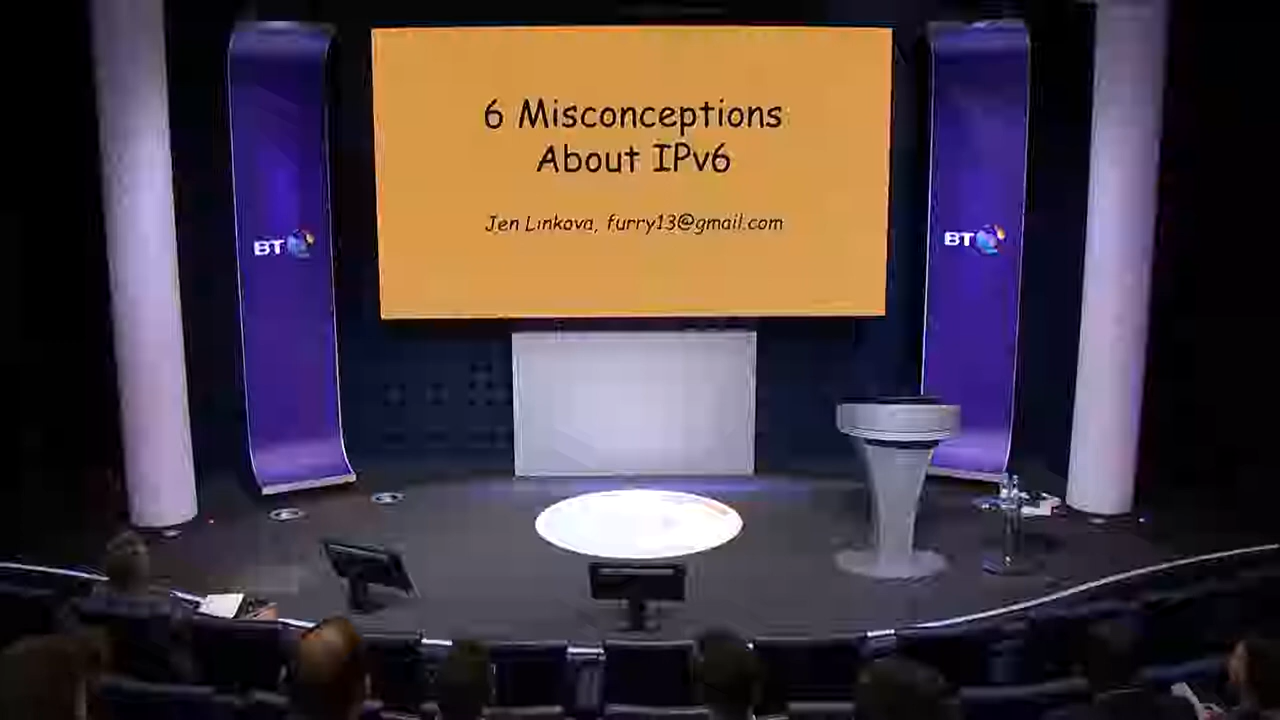 6 Misconceptions
About IPv6
Jen Linkova, furry13@gmail.com
BT
BT